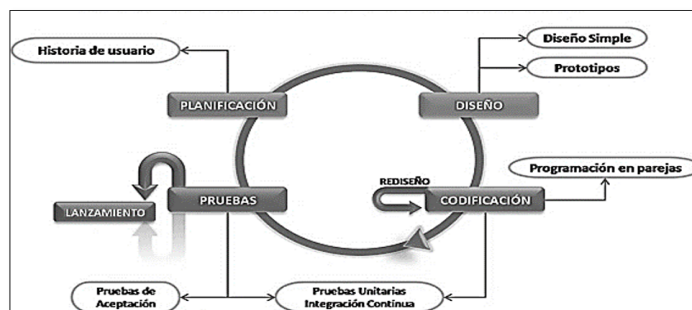 Historia de usuario
Diseño Simple
Prototipos
PLANIFICACIÓN
DISEÑO
Programación en parejas
REDISEÑO
LANZAMIENTO
PRUEBAS
CODIFICACIÓN
Pruebas de
Aceptación
Pruebas Unitarias
Integración Contínua